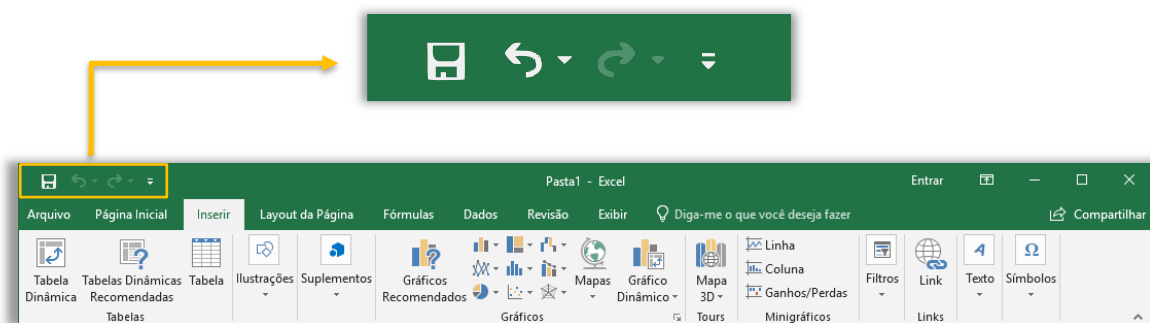 Pasta1 - Excel
Entrar
Arquivo Página Inicial Inserir Layout da Página Fórmulas Dados Revisão Exibir Diga-me o que você deseja fazer Compartilhar
Tabela Dinâmica
Tabelas Dinâmicas Recomendadas
Tabela
Tabelas
Ilustrações
Suplementos
Gráficos Recomendados
Mapas
Gráfico Dinâmico
Gráficos
Mapa 3D
Tours
Linha
Coluna
Ganhos/Perdas
Minigráficos
Filtros
Link
Links
Texto
Símbolos